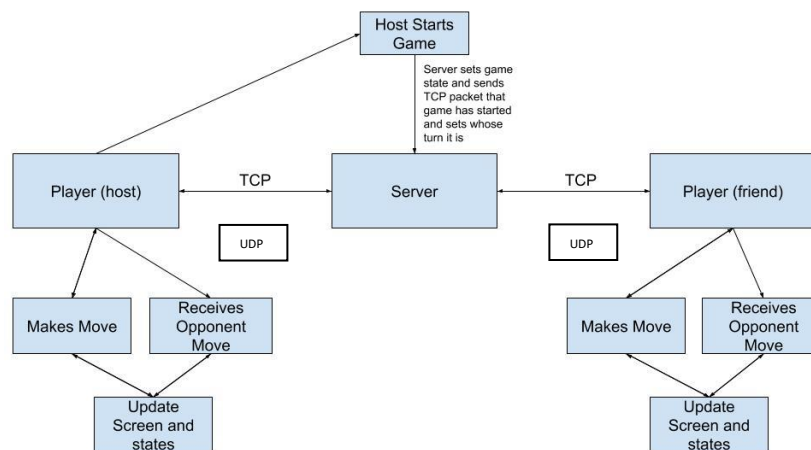 Host Starts
Game
Server sets game
state and sends
TCP packet that
game has started
and sets whose
turn it is
Player (host)
TCP
Server
TCP
Player (friend)
UDP
UDP
Makes Move
Receives
Opponent
Move
Makes Move
Receives
Opponent
Move
Update
Screen and
states
Update
Screen and
states